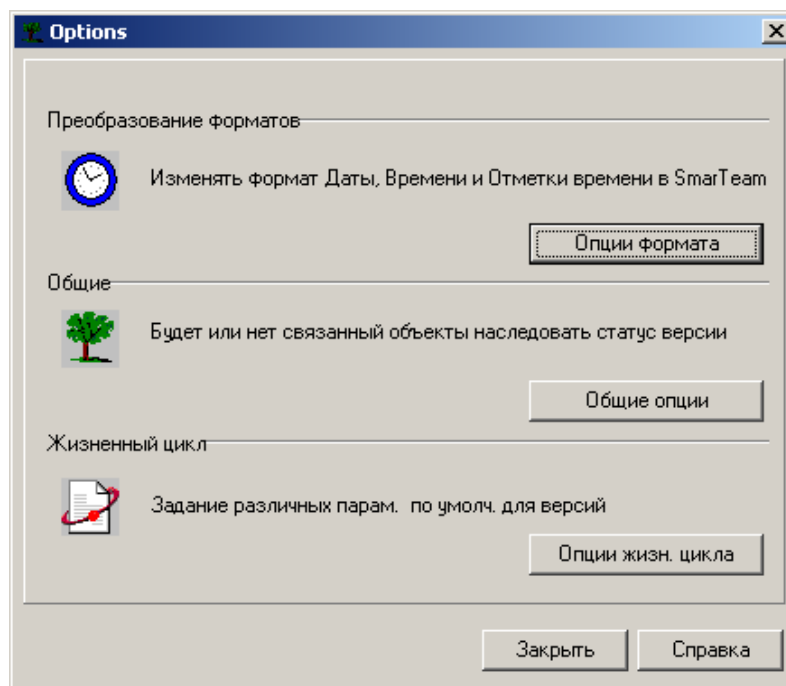 Options
Преобразование форматов
Изменять формат Даты, Времени и Отметки времени в SmarTeam
Опции формата
Общие
Будет или нет связанный объекты наследовать статус версии
Общие опции
Жизненный цикл
Задание различных парам. по умолч. для версий
Опции жизн. цикла
Закрыть
Справка